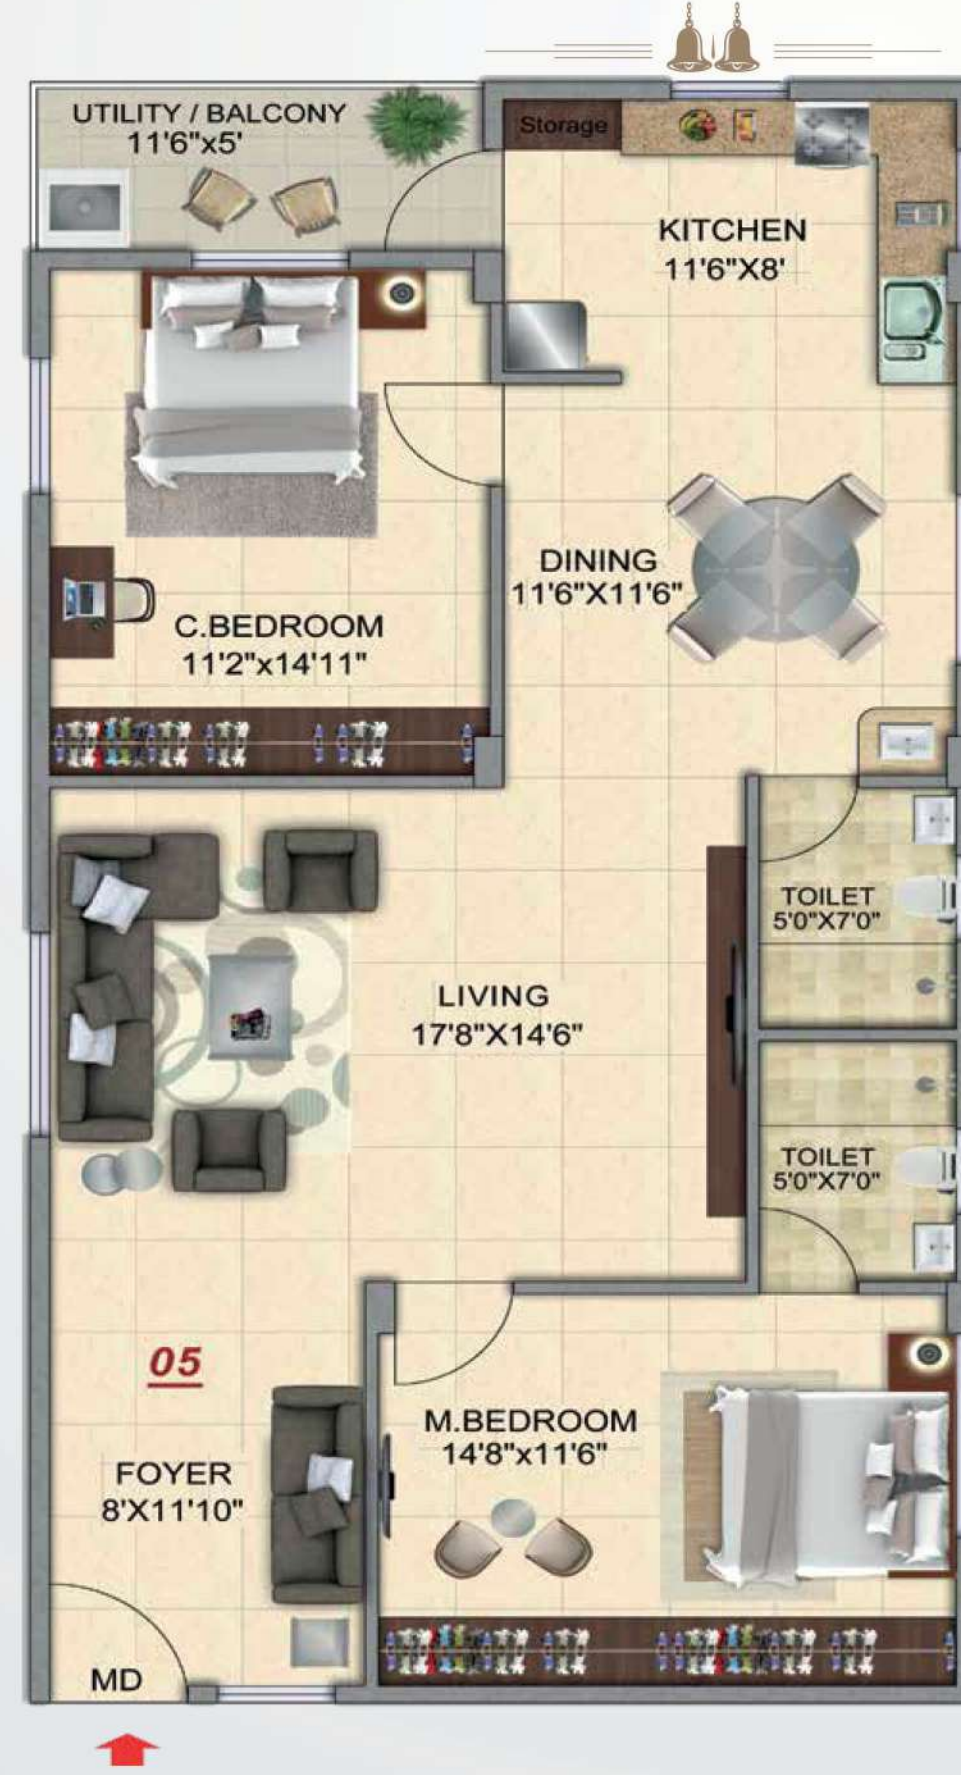 UTILITY / BALCONY
11'6"x5'
Storage
KITCHEN
11'6"X8'
DINING
11'6"X11'6"
C.BEDROOM
11'2"x14'11"
TOILET
5'0"X7'0"
LIVING
17'8"X14'6"
TOILET
5'0"X7'0"
05
M.BEDROOM
14'8"x11'6"
FOYER
8'X11'10"
MD